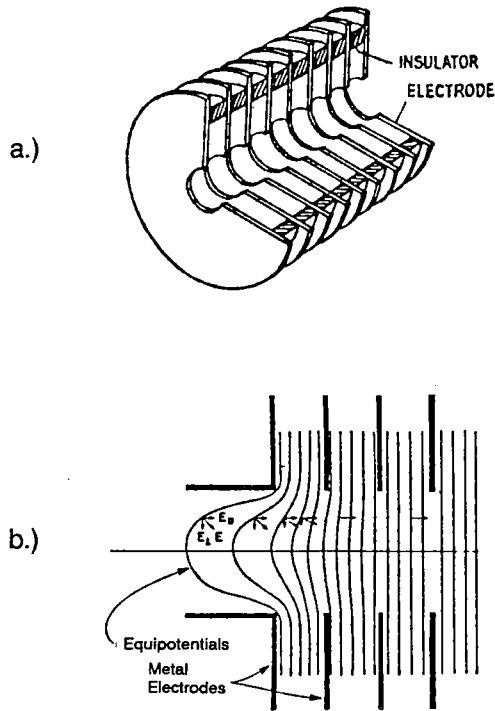 a.)
INSULATOR
ELECTRODE
b.)
E
E E
Equipotentials
Metal
Electrodes